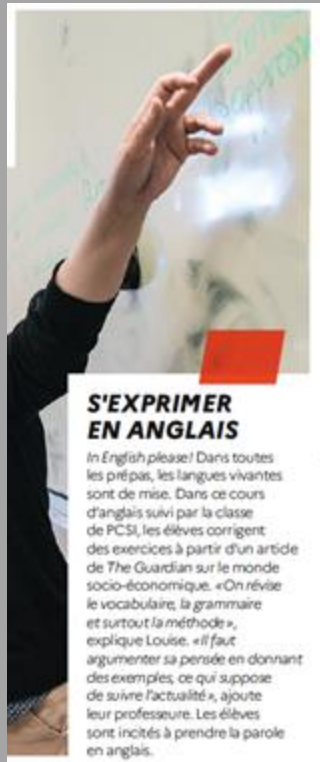 S'EXPRIMER
EN ANGLAIS
In English please! Dans toutes
les prépas, les langues vivantes
sont de mise. Dans ce cours
d'anglais suivi par la classe
de PCSI, les élèves corrigent
des exercices à partir d'un article
de The Guardian sur le monde
socio-économique. «On révise
le vocabulaire, la grammaire
et surtout la méthode»,
explique Louise. «Il faut
argumenter sa pensée en donnant
des exemples, ce qui suppose
de suivre l'actualité», ajoute
leur professeure. Les élèves
sont incités à prendre la parole
en anglais.